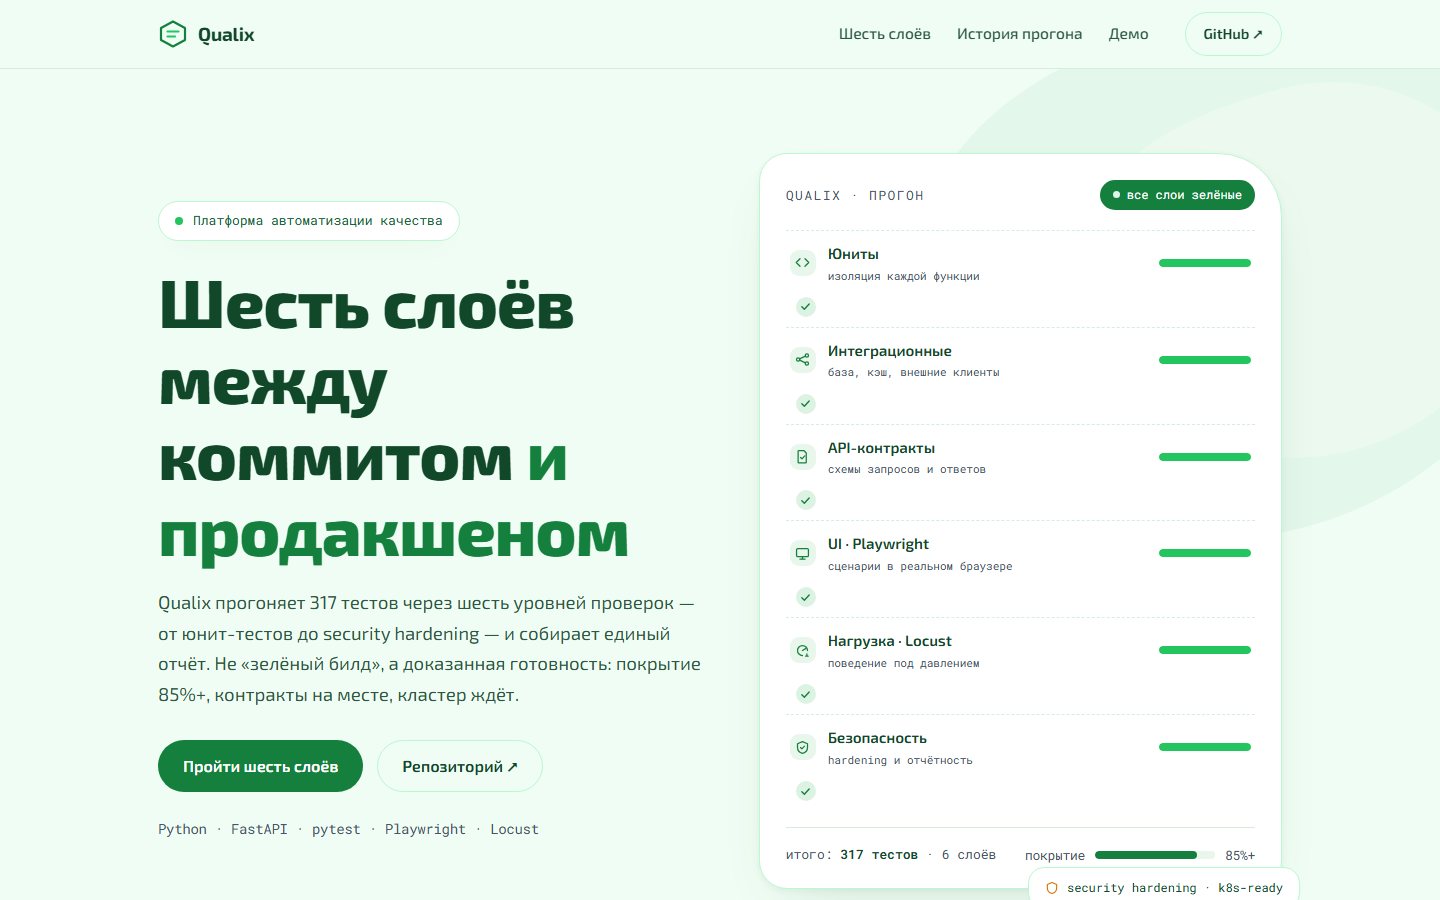 Qualix
Шесть слоёв
История прогона
Демо
GitHub ↗
Платформа автоматизации качества
Шесть слоёв
между
коммитом и
продакшеном
Qualix прогоняет 317 тестов через шесть уровней проверок —
от юнит-тестов до security hardening — и собирает единый
отчёт. Не «зелёный билд», а доказанная готовность: покрытие
85%+, контракты на месте, кластер ждёт.
Пройти шесть слоёв
Репозиторий ↗
Python · FastAPI · pytest · Playwright · Locust
QUALIX · ПРОГОН
все слои зелёные
Юниты
изоляция каждой функции
Интеграционные
база, кэш, внешние клиенты
API-контракты
схемы запросов и ответов
UI · Playwright
сценарии в реальном браузере
Нагрузка · Locust
поведение под давлением
Безопасность
hardening и отчётность
итого: 317 тестов · 6 слоёв
покрытие
85%+
security hardening · k8s-ready